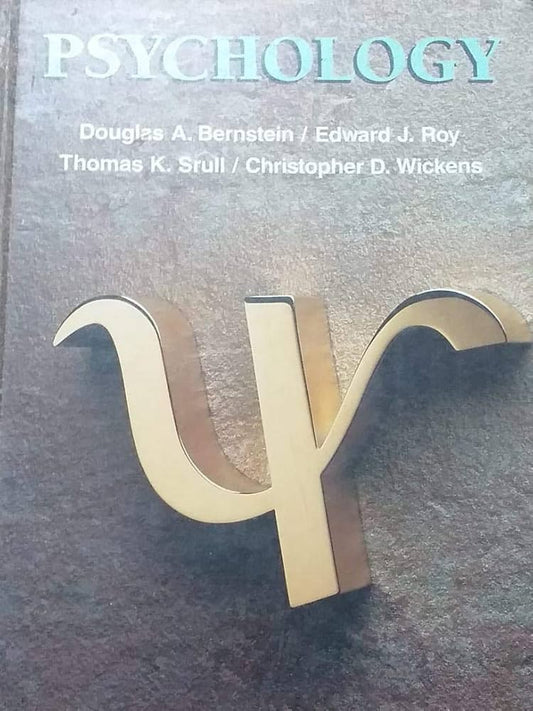 PSYCHOLOGY
Douglas A. Bernstein / Edward J. Roy
Thomas K. Srull / Christopher D. Wickens
Ψ